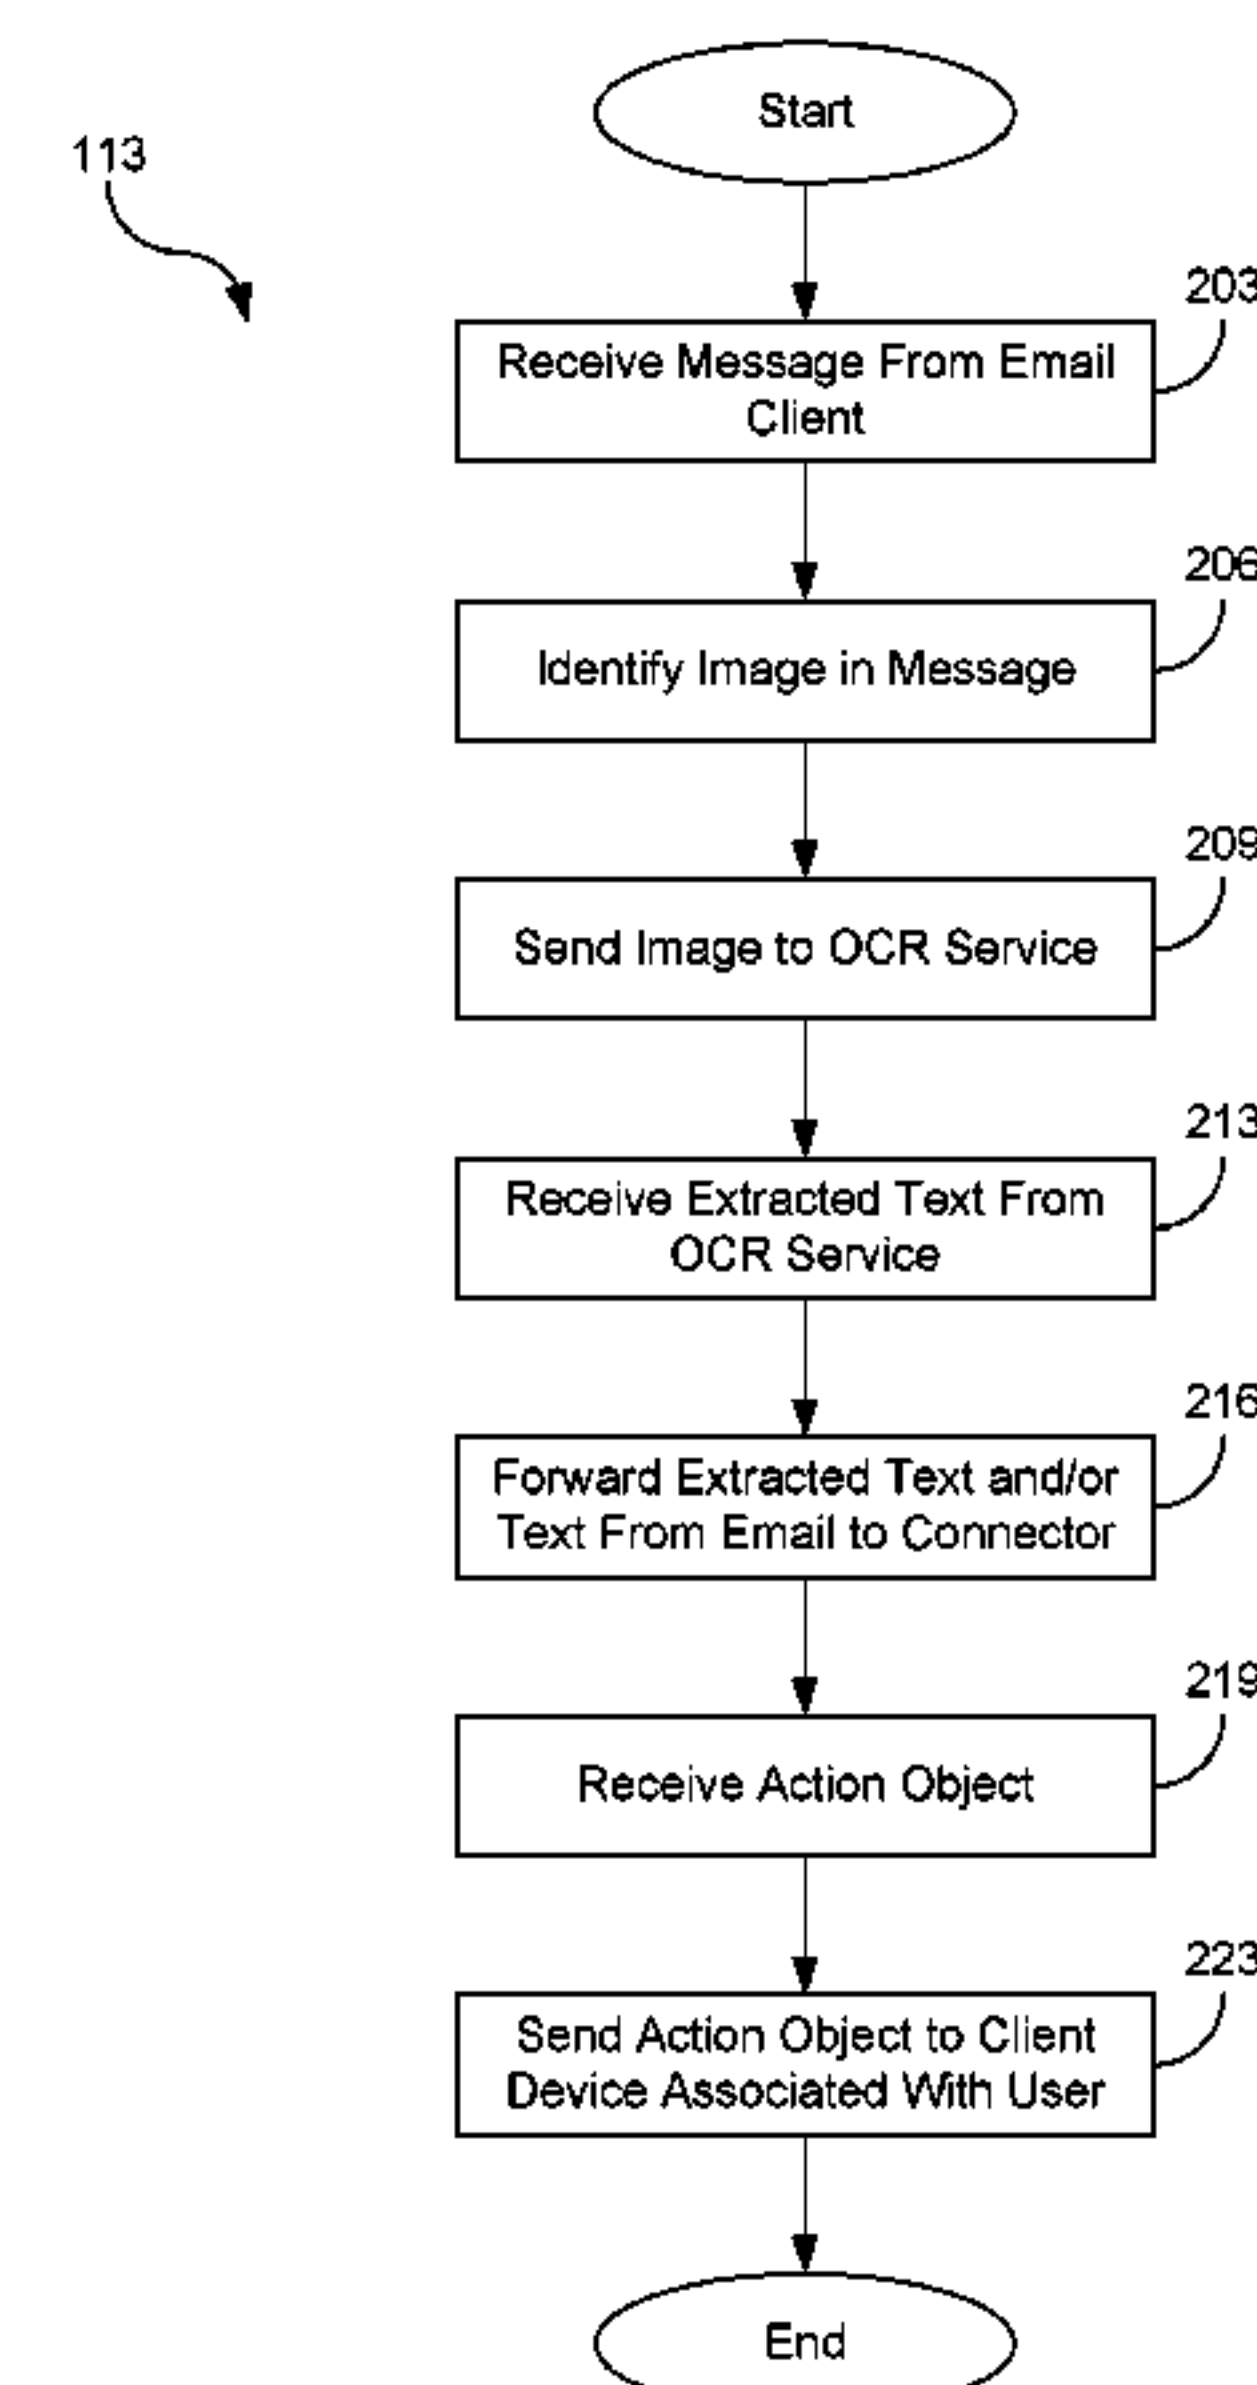 Start
113
203
Receive Message From Email
Client
206
Identify Image in Message
209
Send Image to OCR Service
213
Receive Extracted Text From
OCR Service
216
Forward Extracted Text and/or
Text From Email to Connector
219
Receive Action Object
223
Send Action Object to Client
Device Associated With User
End